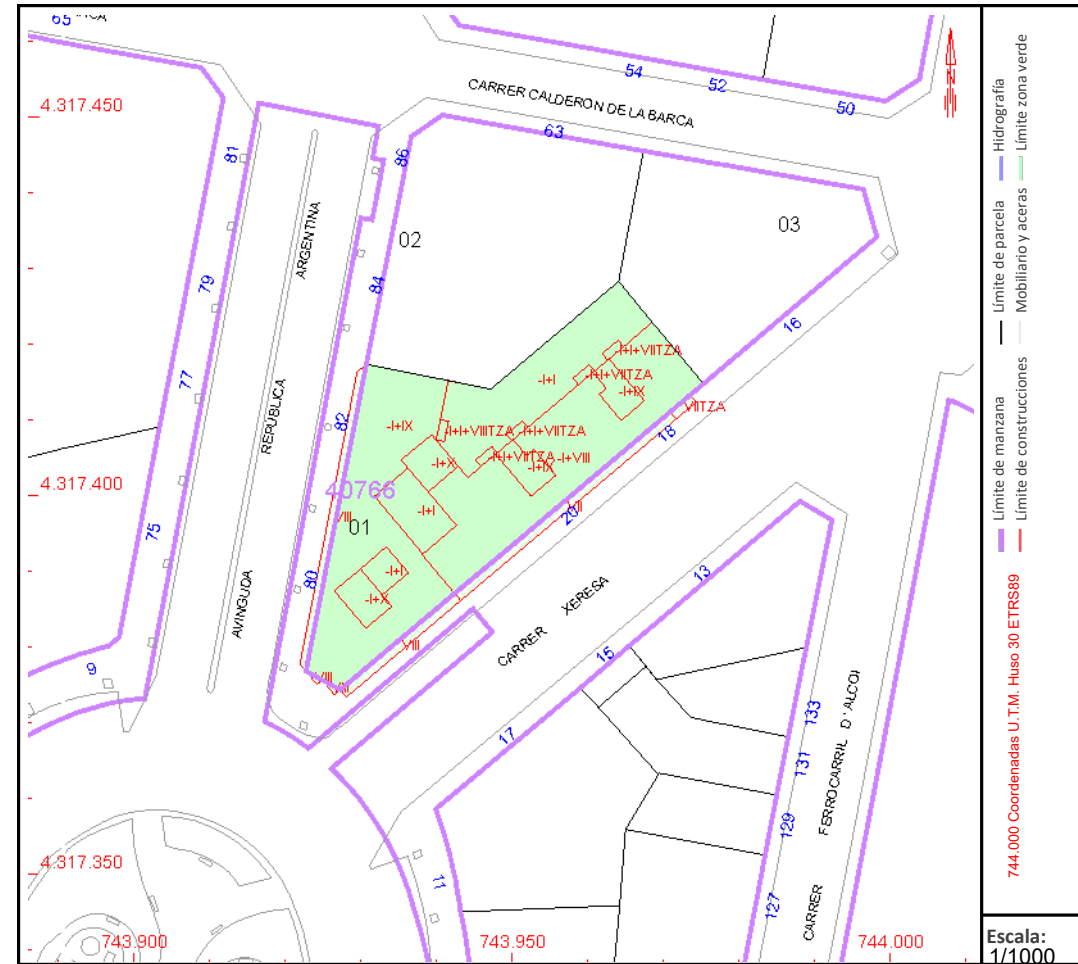 65
54
52
50
CARRER CALDERON DE LA BARCA
4.317.450
63
81
86
ARGENTINA
02
03
79
84
16
-I+I+VIITZA
-I+I
-I+I+VIITZA
-I+IX
77
REPUBLICA
82
-I+IX
-I+I+VIIITZA
-I+I+VIITZA
VIITZA
18
-I+X
-I+I+VIITZA
-I+VIII
-I+IX
4.317.400
40766
VIII
01
-I+I
VII
20
75
AVINGUDA
80
-I+I
-I+X
13
CARRER XERESA
VIII
15
9
VIII
VIII
17
133
131
129
127
CARRER FERROCARRIL D'ALCOI
4.317.350
11
743.900
743.950
744.000
N
Hidrografía
Límite zona verde
Límite de parcela
Mobiliario y aceras
Límite de manzana
Límite de construcciones
744.000 Coordenadas U.T.M. Huso 30 ETRS89
Escala:
1/1000